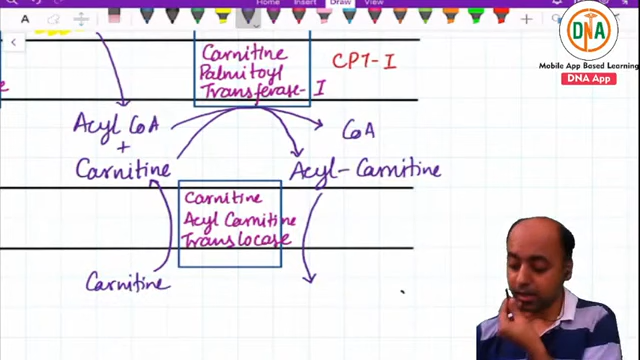 Home Insert Draw View
DNA
Mobile App Based Learning
DNA App
Carnitine
Palmitoyl
Transferase-I
CPT-I
Acyl CoA
+
Carnitine
CoA
Acyl-Carnitine
Carnitine
Acyl Carnitine
Translocase
Carnitine